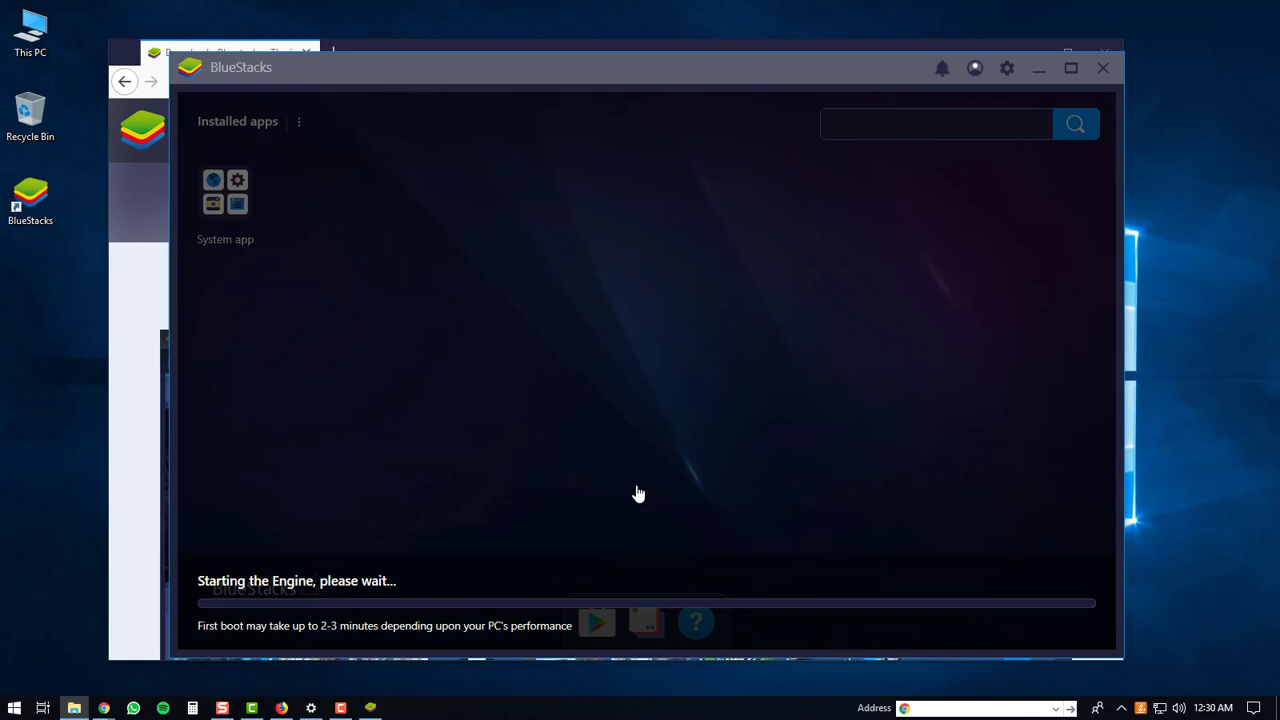 This PC
Recycle Bin
BlueStacks
BlueStacks
Installed apps
System app
Starting the Engine, please wait...
BlueStacks
First boot may take up to 2-3 minutes depending upon your PC's performance
?
Address
12:30 AM